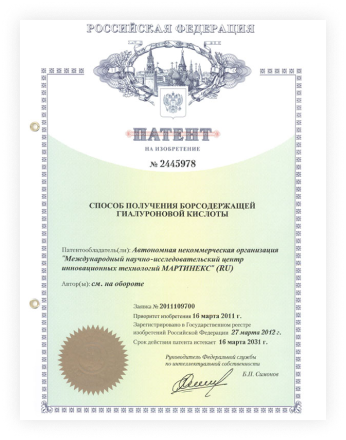 РОССИЙСКАЯ ФЕДЕРАЦИЯ
ПАТЕНТ
НА ИЗОБРЕТЕНИЕ
№ 2445978
СПОСОБ ПОЛУЧЕНИЯ БОРСОДЕРЖАЩЕЙ
ГИАЛУРОНОВОЙ КИСЛОТЫ
Патентообладатель(ли): Автономная некоммерческая организация
"Международный научно-исследовательский центр
инновационных технологий МАРТИНЕКС" (RU)
Автор(ы): см. на обороте
Заявка № 2011109700
Приоритет изобретения 16 марта 2011 г.
Зарегистрировано в Государственном реестре
изобретений Российской Федерации 27 марта 2012 г.
Срок действия патента истекает 16 марта 2031 г.
Руководитель Федеральной службы
по интеллектуальной собственности
Б.П. Симонов